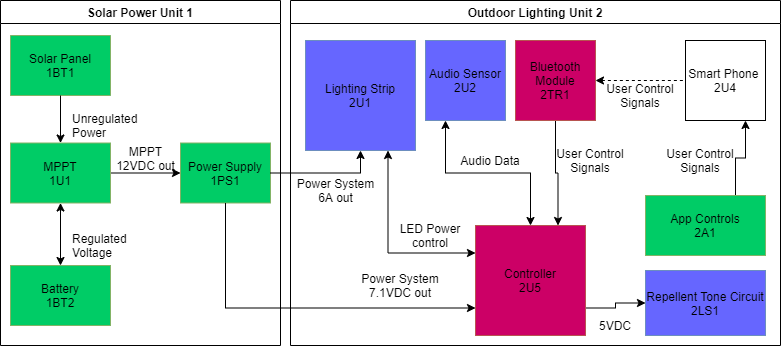 Solar Power Unit 1
Solar Panel
1BT1
Unregulated
Power
MPPT
1U1
MPPT
12VDC out
Power Supply
1PS1
Regulated
Voltage
Battery
1BT2
Outdoor Lighting Unit 2
Lighting Strip
2U1
Audio Sensor
2U2
Bluetooth
Module
2TR1
User Control
Signals
Smart Phone
2U4
Power System
6A out
Audio Data
User Control
Signals
User Control
Signals
LED Power
control
App Controls
2A1
Power System
7.1VDC out
Controller
2U5
5VDC
Repellent Tone Circuit
2LS1